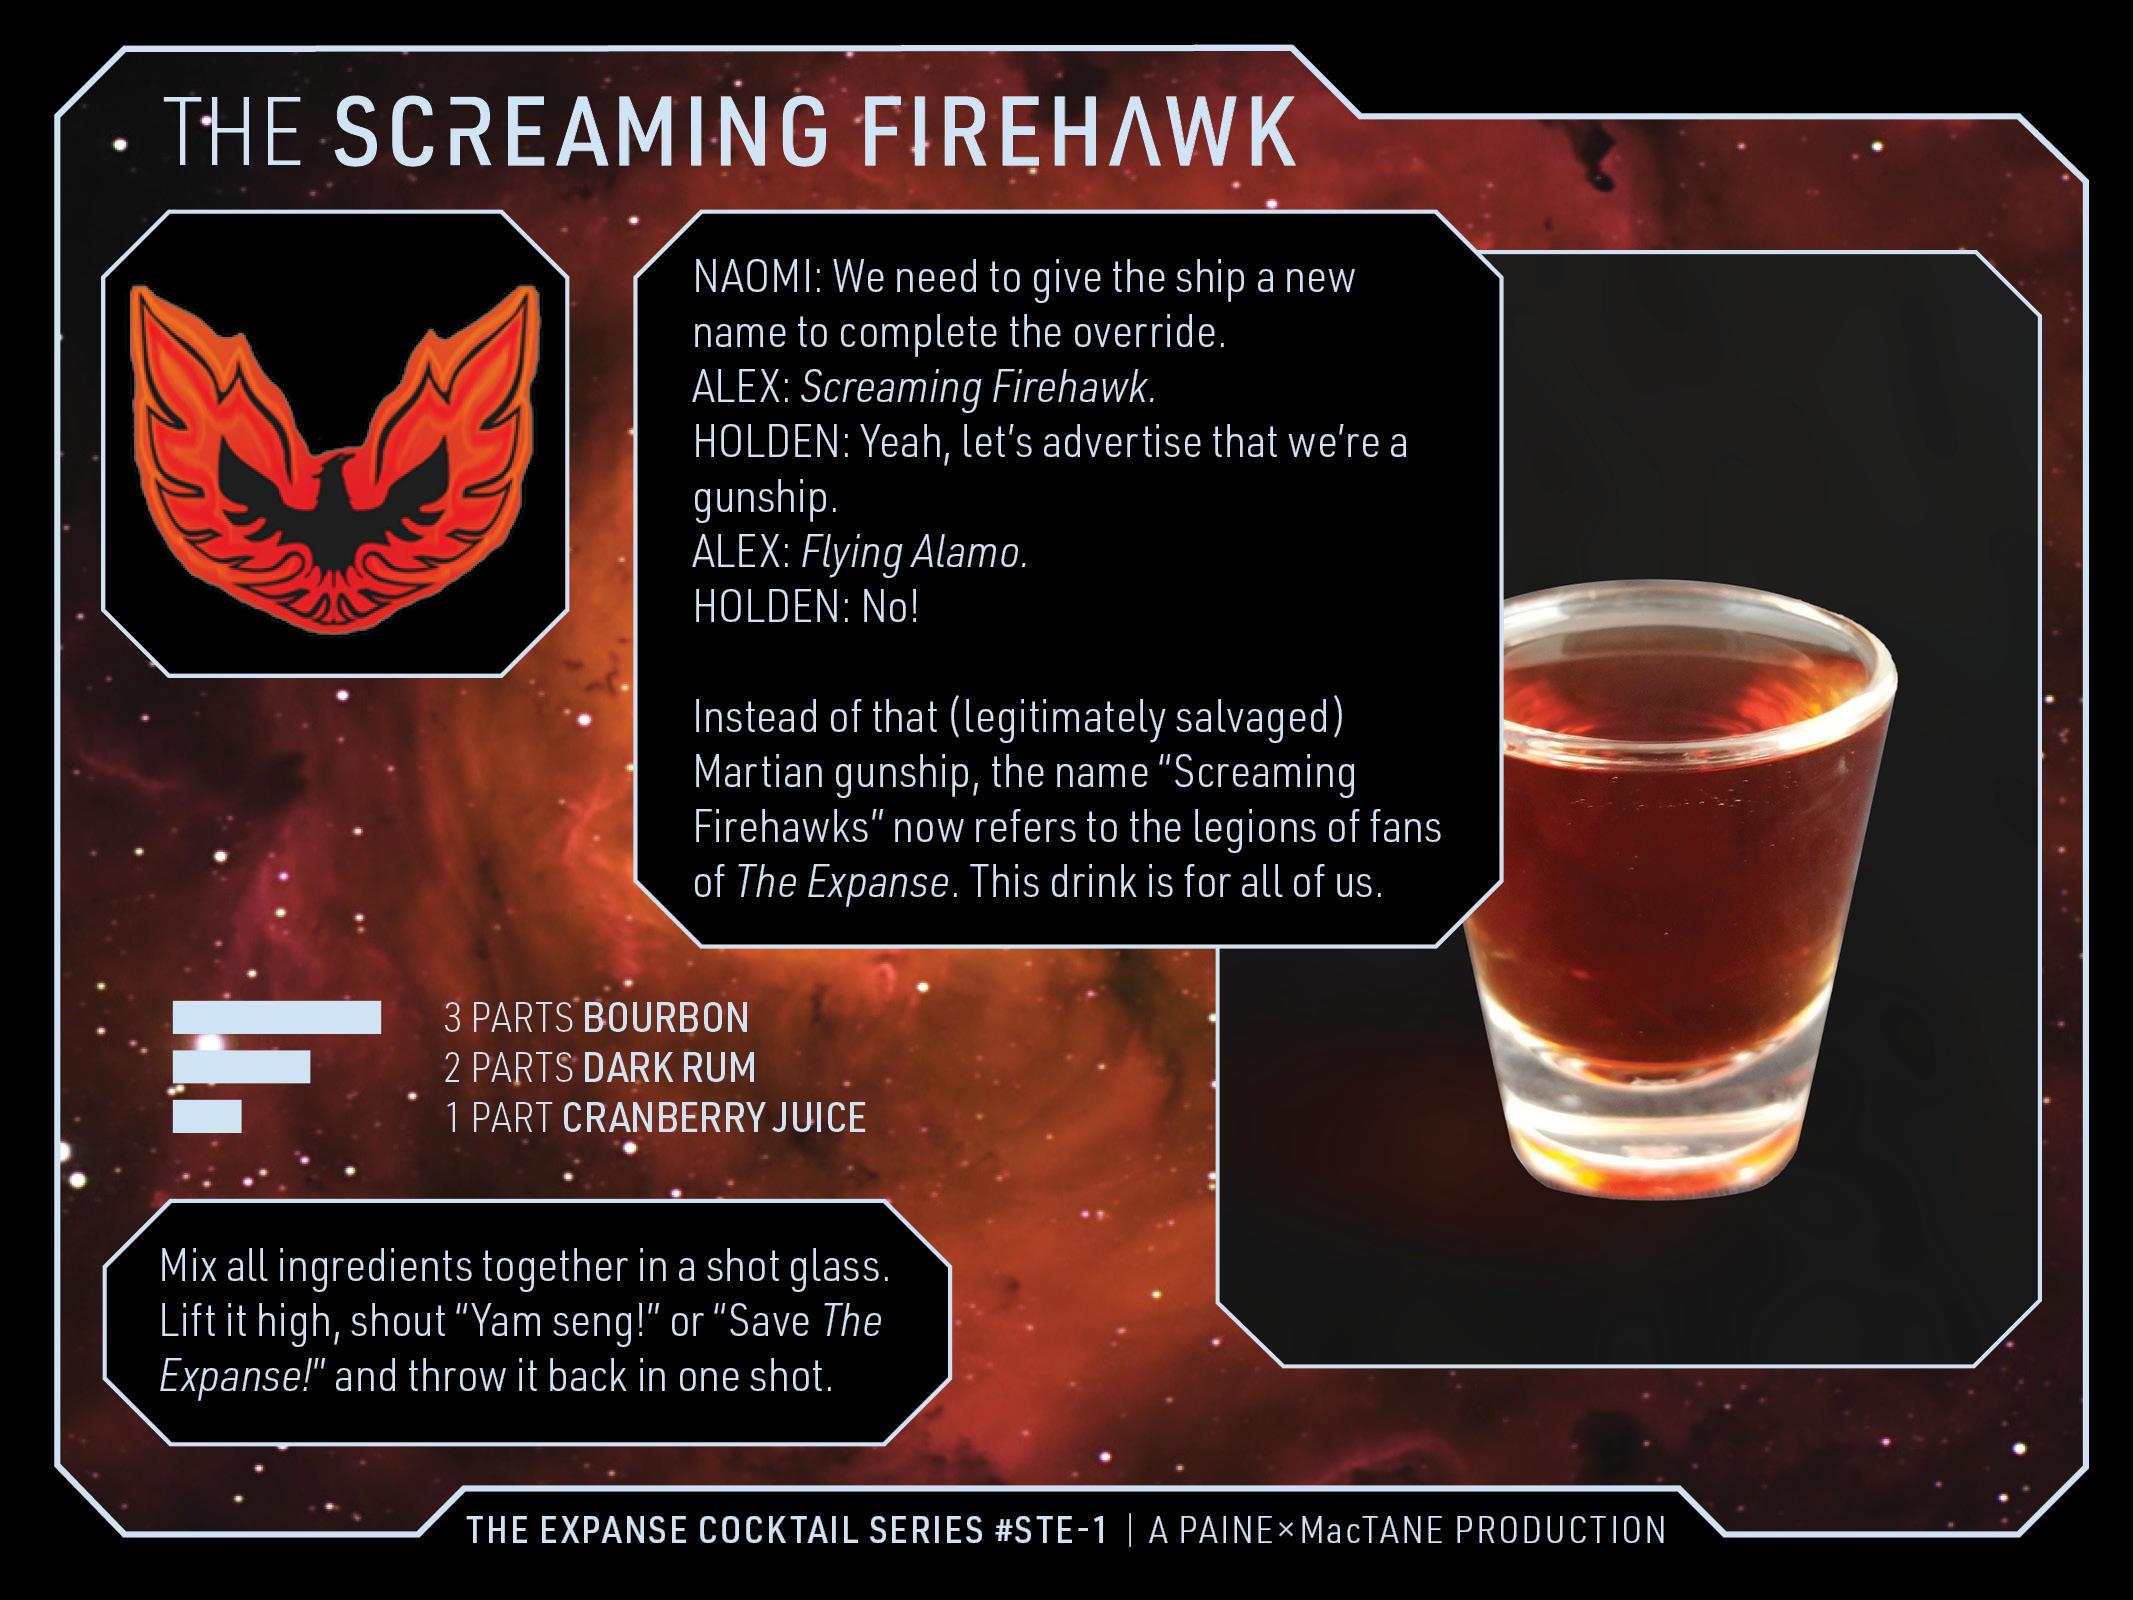 THE SCREAMING FIREHAWK
NAOMI: We need to give the ship a new
name to complete the override.
ALEX: Screaming Firehawk.
HOLDEN: Yeah, let’s advertise that we’re a
gunship.
ALEX: Flying Alamo.
HOLDEN: No!
Instead of that (legitimately salvaged)
Martian gunship, the name “Screaming
Firehawks” now refers to the legions of fans
of The Expanse. This drink is for all of us.
3 PARTS BOURBON
2 PARTS DARK RUM
1 PART CRANBERRY JUICE
Mix all ingredients together in a shot glass.
Lift it high, shout “Yam seng!” or “Save The
Expanse!” and throw it back in one shot.
THE EXPANSE COCKTAIL SERIES #STE-1 | A PAINE×MacTANE PRODUCTION